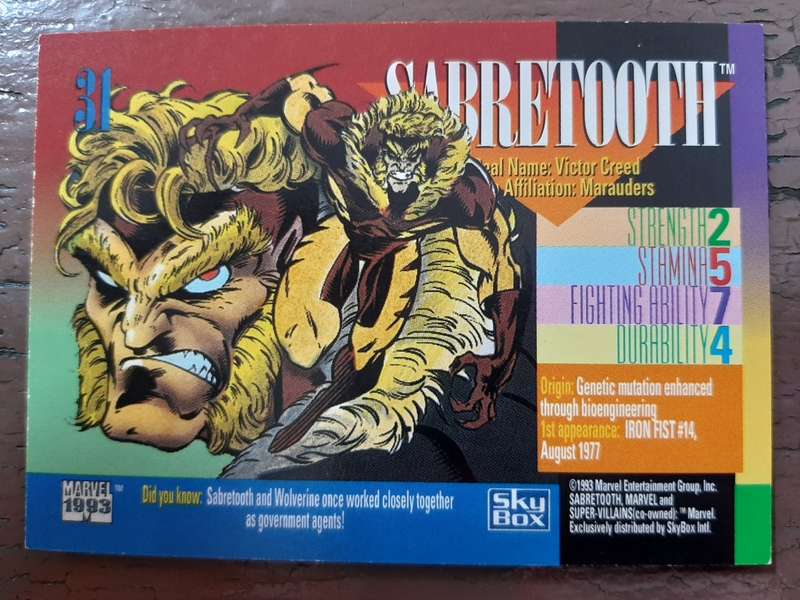 31
SABRETOOTH™
Real Name: Victor Creed
Affiliation: Marauders
STRENGTH 2
STAMINA 5
FIGHTING ABILITY 7
DURABILITY 4
Origin: Genetic mutation enhanced
through bioengineering
1st appearance: IRON FIST #14,
August 1977
MARVEL™
1993
Did you know: Sabretooth and Wolverine once worked closely together
as government agents!
SkyBox
©1993 Marvel Entertainment Group, Inc.
SABRETOOTH, MARVEL and
SUPER-VILLAINS(co-owned): ™ Marvel.
Exclusively distributed by SkyBox Intl.